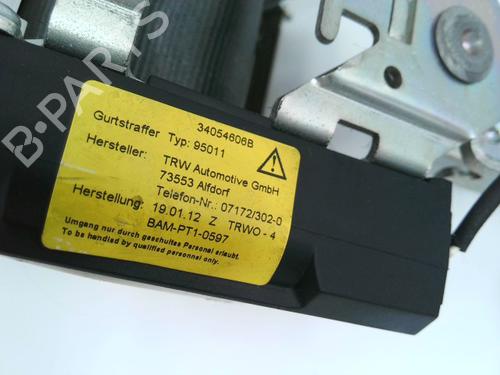 34054606B
Gurtstraffer Typ: 95011
Hersteller: TRW Automotive GmbH
73553 Alfdorf
Telefon-Nr.: 07172/302-0
Herstellung: 19.01.12 Z TRWO - 4
BAM-PT1-0597
Umgang nur durch geschultes Personal erlaubt.
To be handled by qualified personnel only.
B-PARTS